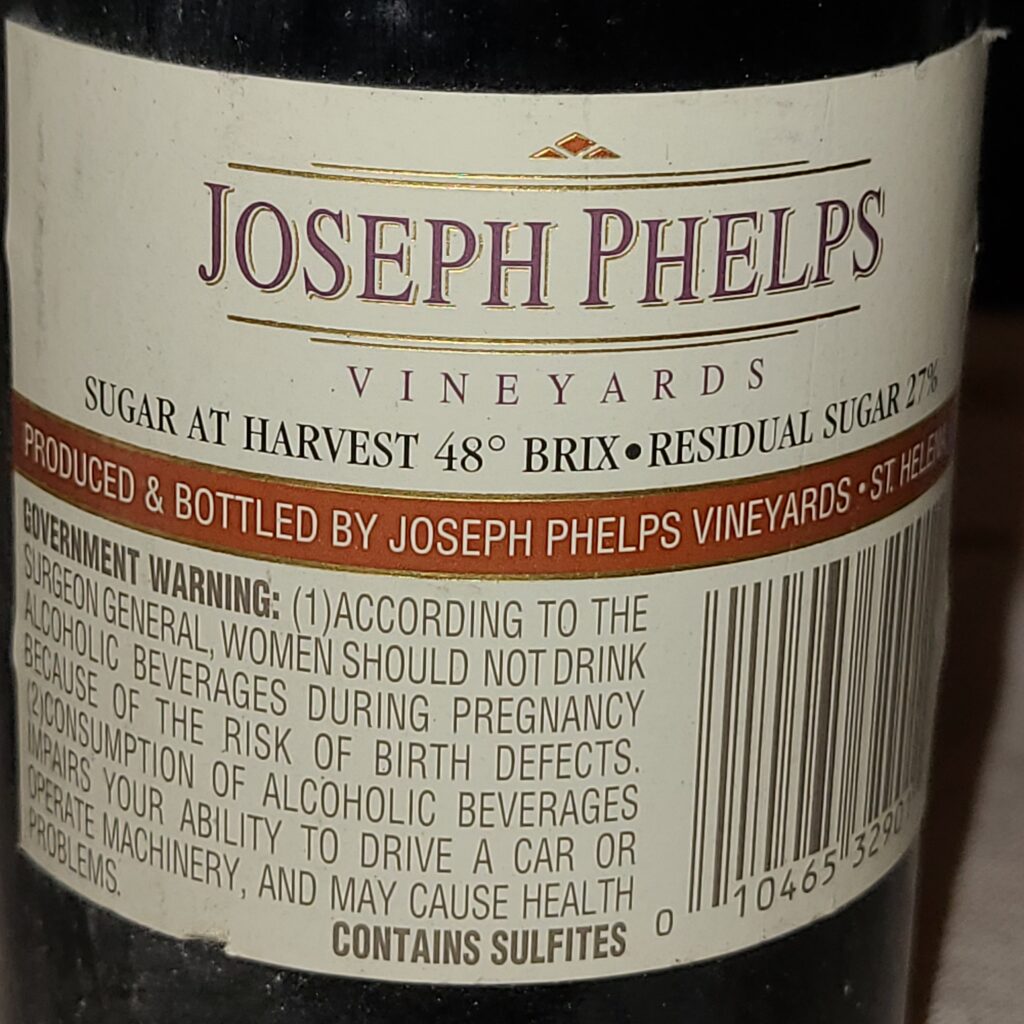 JOSEPH PHELPS
VINEYARDS
SUGAR AT HARVEST 48° BRIX•RESIDUAL SUGAR 27%
PRODUCED & BOTTLED BY JOSEPH PHELPS VINEYARDS • ST. HELENA
GOVERNMENT WARNING: (1)ACCORDING TO THE
SURGEON GENERAL, WOMEN SHOULD NOT DRINK
ALCOHOLIC BEVERAGES DURING PREGNANCY
BECAUSE OF THE RISK OF BIRTH DEFECTS.
(2)CONSUMPTION OF ALCOHOLIC BEVERAGES
IMPAIRS YOUR ABILITY TO DRIVE A CAR OR
OPERATE MACHINERY, AND MAY CAUSE HEALTH
PROBLEMS.
CONTAINS SULFITES
0 10465 3290